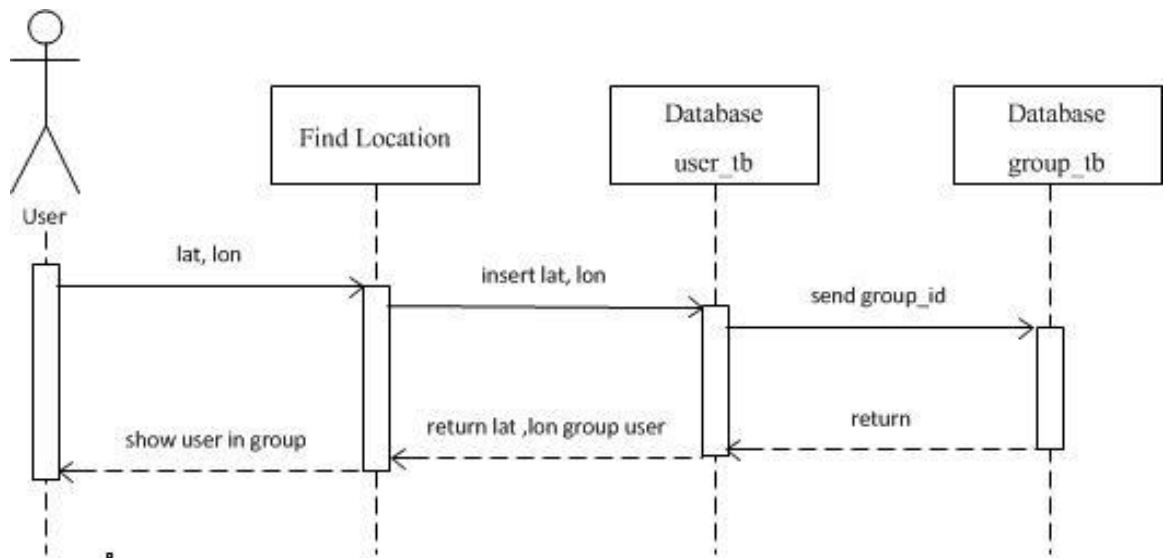 Find Location
Database
user_tb
Database
group_tb
User
lat, lon
insert lat, lon
send group_id
show user in group
return lat ,lon group user
return